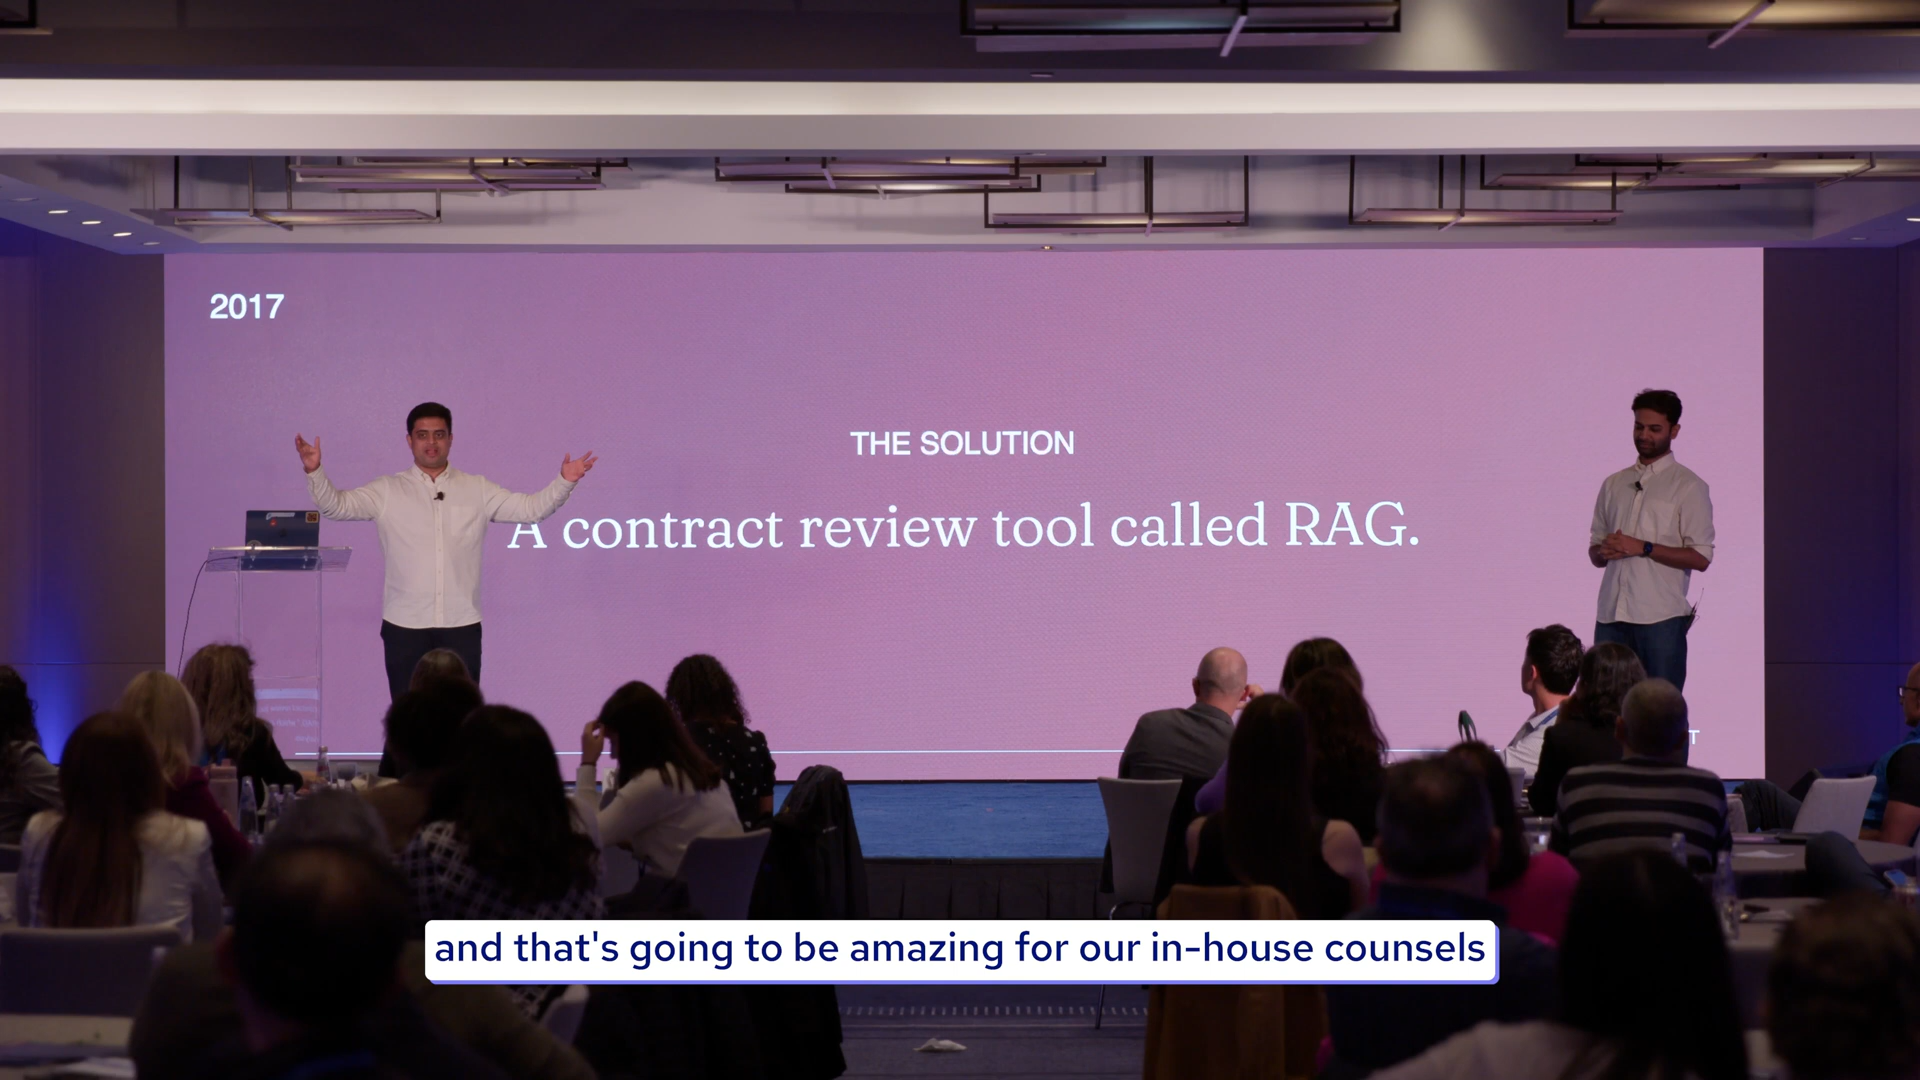 2017
THE SOLUTION
A contract review tool called RAG.
and that's going to be amazing for our in-house counsels